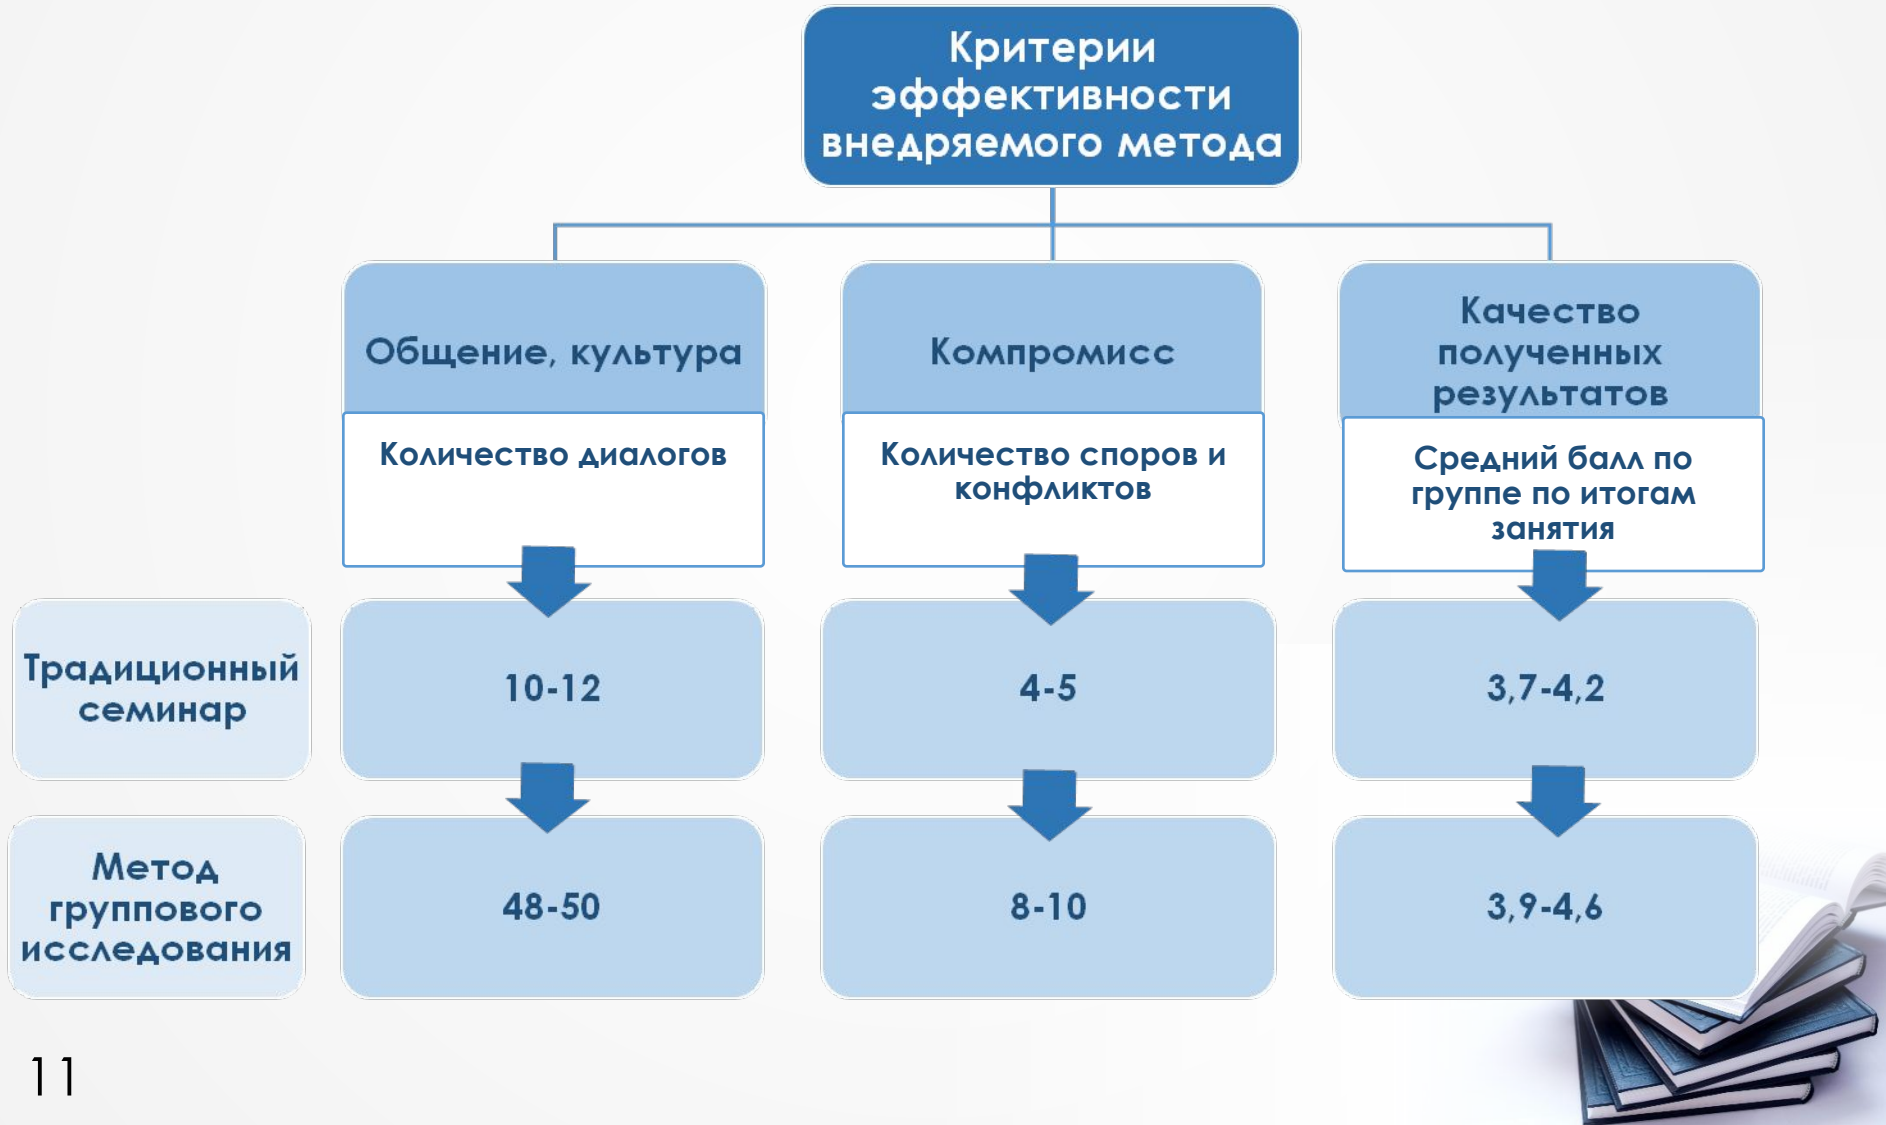 Критерии
эффективности
внедряемого метода
Общение, культура
Компромисс
Качество
полученных
результатов
Количество диалогов
Количество споров и
конфликтов
Средний балл по
группе по итогам
занятия
Традиционный
семинар
10-12
4-5
3,7-4,2
Метод
группового
исследования
48-50
8-10
3,9-4,6
11